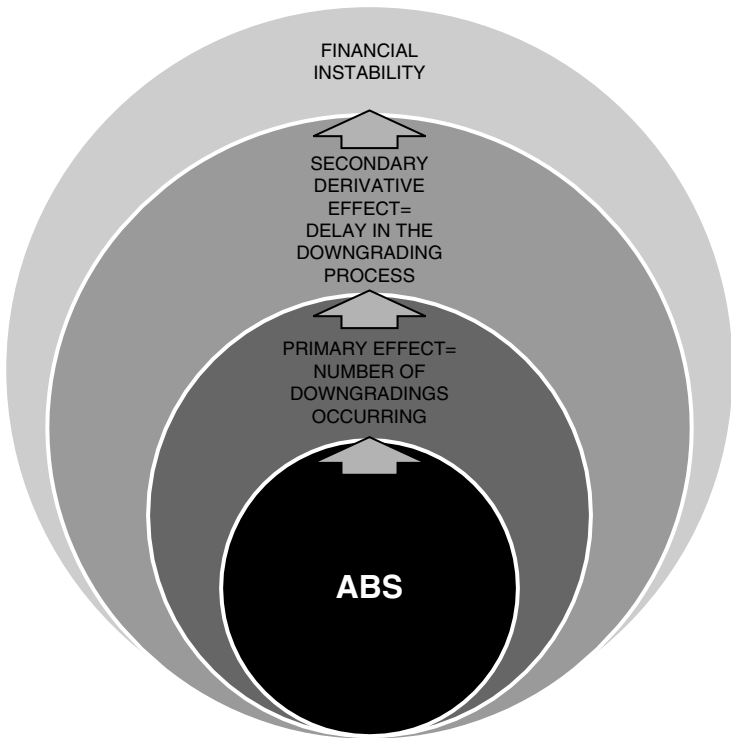 FINANCIAL
INSTABILITY
SECONDARY
DERIVATIVE
EFFECT=
DELAY IN THE
DOWNGRADING
PROCESS
PRIMARY EFFECT=
NUMBER OF
DOWNGRADINGS
OCCURRING
ABS